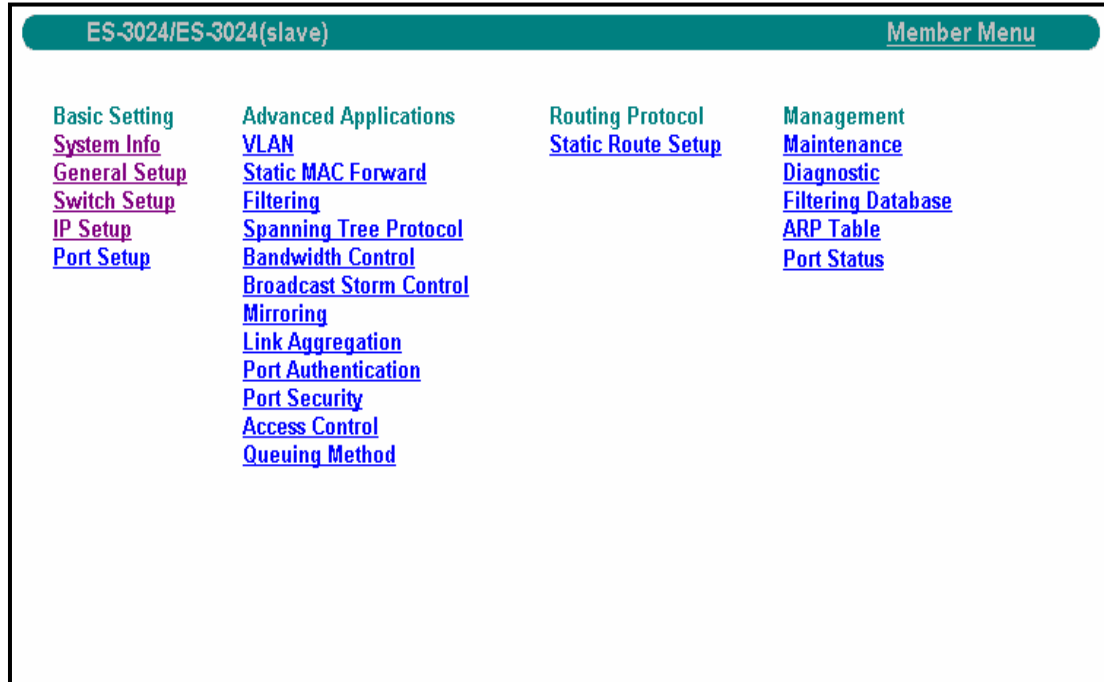 ES-3024/ES-3024(slave)
Member Menu
Basic Setting
System Info
General Setup
Switch Setup
IP Setup
Port Setup
Advanced Applications
VLAN
Static MAC Forward
Filtering
Spanning Tree Protocol
Bandwidth Control
Broadcast Storm Control
Mirroring
Link Aggregation
Port Authentication
Port Security
Access Control
Queuing Method
Routing Protocol
Static Route Setup
Management
Maintenance
Diagnostic
Filtering Database
ARP Table
Port Status